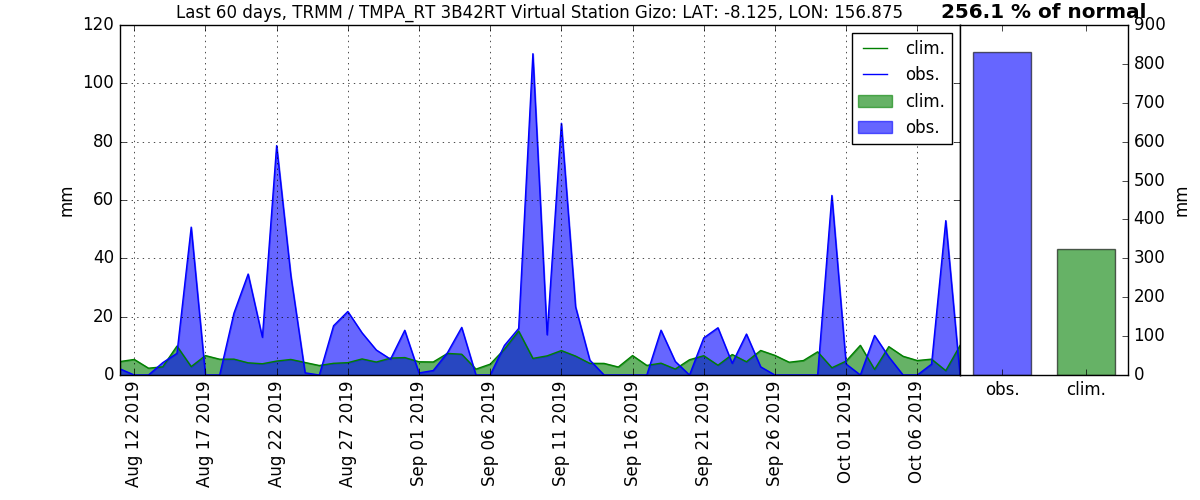 Last 60 days, TRMM / TMPA_RT 3B42RT Virtual Station Gizo: LAT: -8.125, LON: 156.875
256.1 % of normal
120
100
80
60
40
20
0
mm
clim.
obs.
clim.
obs.
Aug 12 2019
Aug 17 2019
Aug 22 2019
Aug 27 2019
Sep 01 2019
Sep 06 2019
Sep 11 2019
Sep 16 2019
Sep 21 2019
Sep 26 2019
Oct 01 2019
Oct 06 2019
900
800
700
600
500
400
300
200
100
0
mm
obs.
clim.